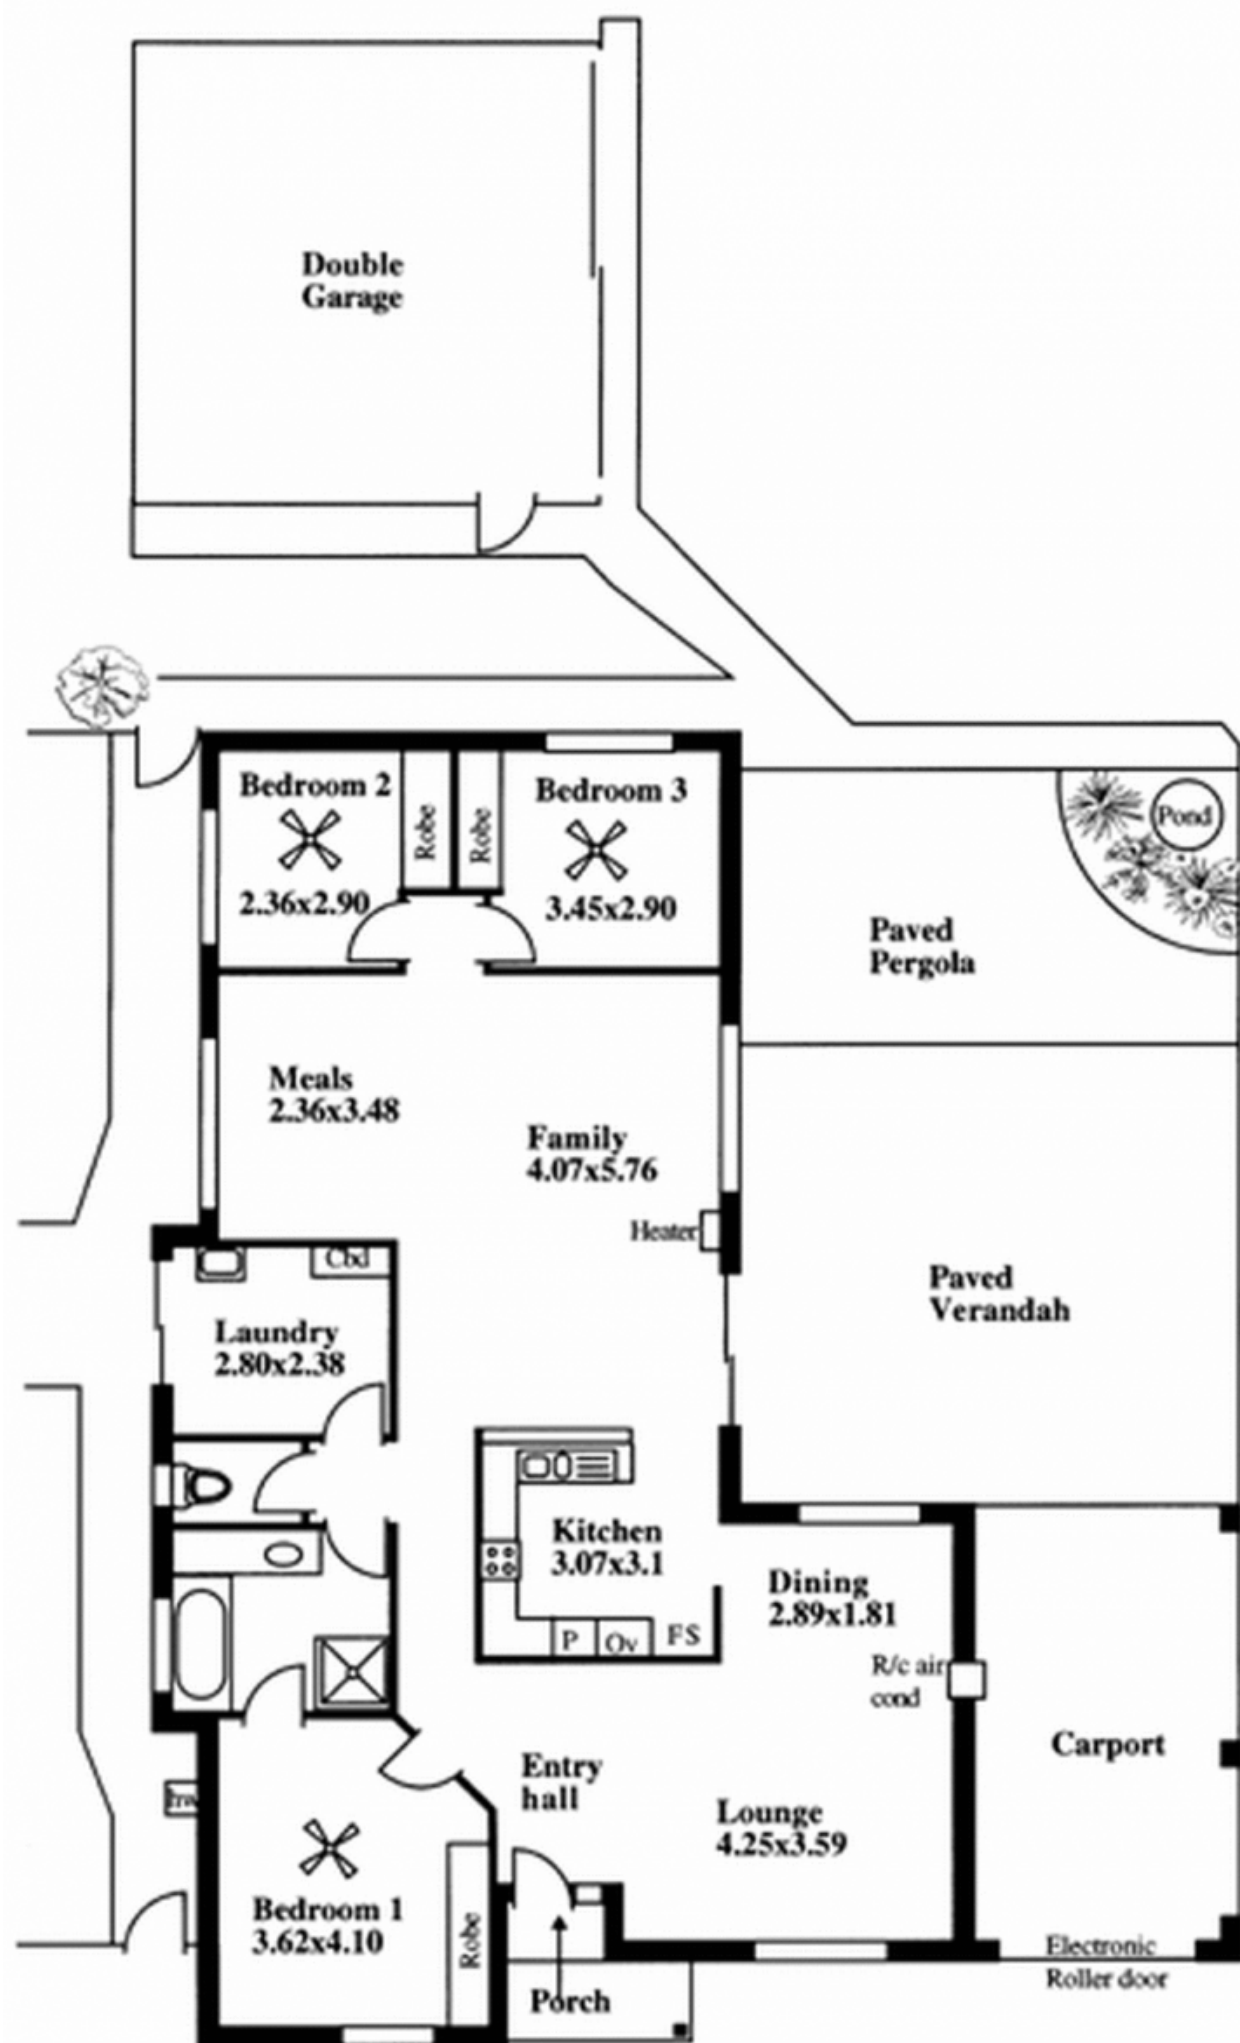 Double
Garage
Bedroom 2
2.36x2.90
Robe
Robe
Bedroom 3
3.45x2.90
Pond
Paved
Pergola
Meals
2.36x3.48
Family
4.07x5.76
Heater
Paved
Verandah
Cbd
Laundry
2.80x2.38
Kitchen
3.07x3.1
P
Ov
FS
Dining
2.89x1.81
R/c air
cond
Carport
Entry
hall
Lounge
4.25x3.59
Bedroom 1
3.62x4.10
Robe
Porch
Electronic
Roller door